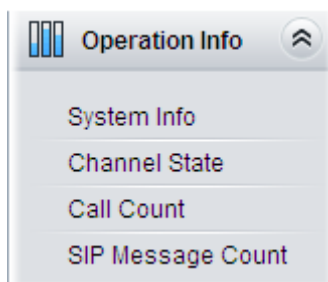 Operation Info
System Info
Channel State
Call Count
SIP Message Count